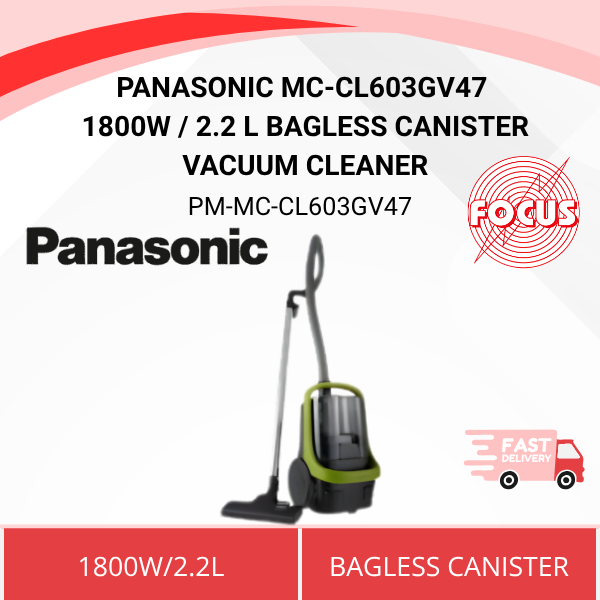 PANASONIC MC-CL603GV47
1800W / 2.2 L BAGLESS CANISTER
VACUUM CLEANER
PM-MC-CL603GV47
FOCUS
Panasonic
FAST
DELIVERY
1800W/2.2L
BAGLESS CANISTER